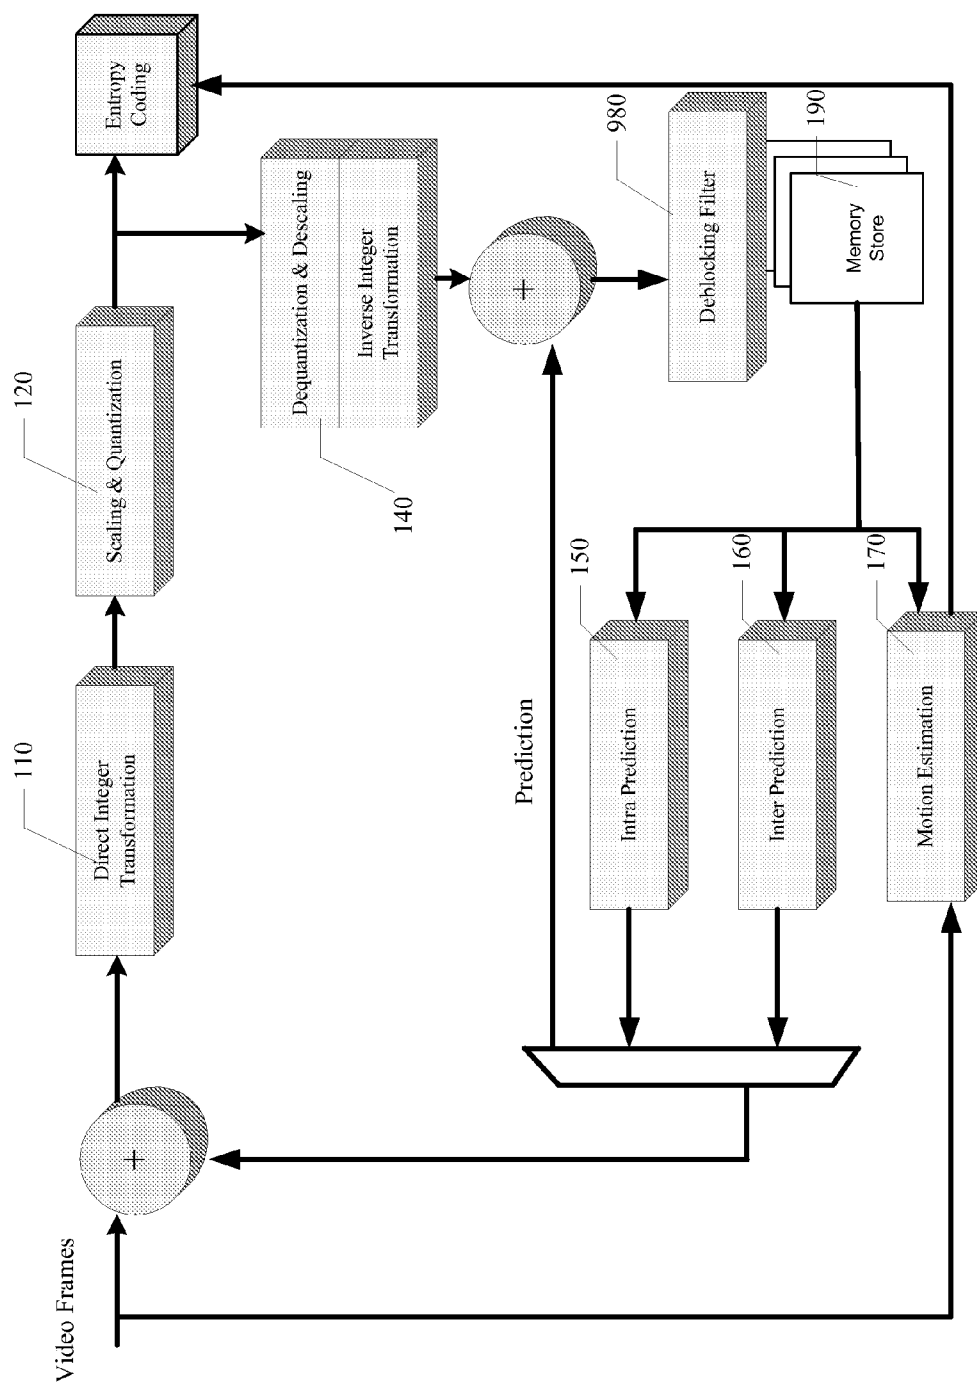 Video Frames
+
110
Direct Integer
Transformation
120
Scaling & Quantization
Entropy
Coding
Dequantization & Descaling
Inverse Integer
Transformation
140
+
Prediction
980
Deblocking Filter
190
Memory
Store
150
Intra Prediction
160
Inter Prediction
170
Motion Estimation